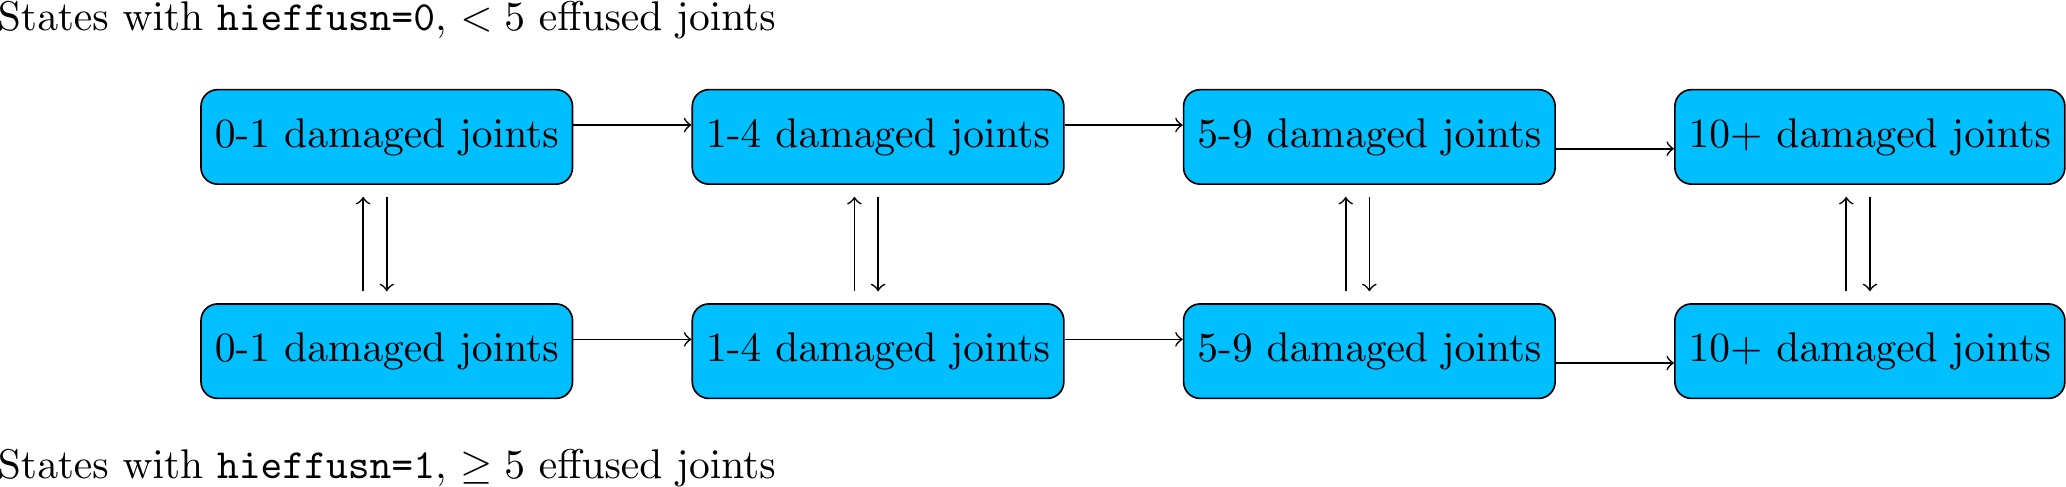 States with hieffusn=0, < 5 effused joints
0-1 damaged joints
1-4 damaged joints
5-9 damaged joints
10+ damaged joints
0-1 damaged joints
1-4 damaged joints
5-9 damaged joints
10+ damaged joints
States with hieffusn=1, ≥ 5 effused joints